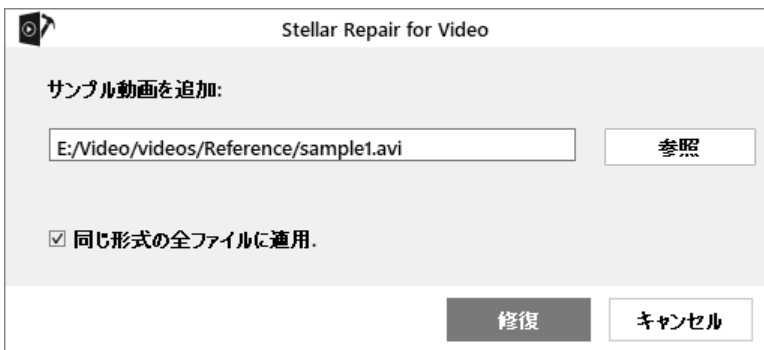 Stellar Repair for Video
サンプル動画を追加:
E:/Video/videos/Reference/sample1.avi
参照
同じ形式の全ファイルに適用.
修復
キャンセル